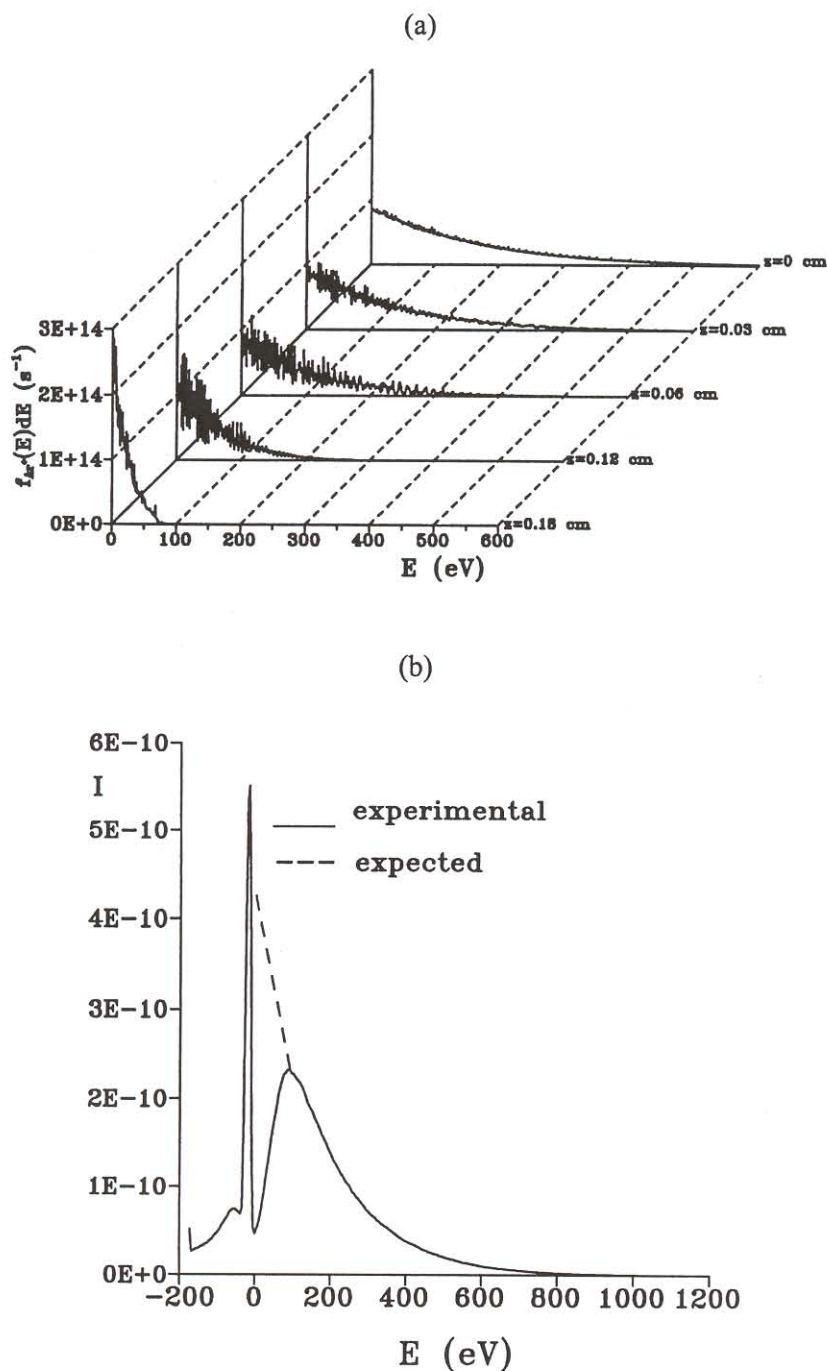 (a)
z=0 cm
z=0.03 cm
z=0.06 cm
z=0.12 cm
z=0.15 cm
3E+14
2E+14
1E+14
0E+0
(E)dE (s⁻¹)
0 100 200 300 400 500 600
E (eV)
(b)
6E-10
I
5E-10
4E-10
3E-10
2E-10
1E-10
0E+0
experimental
expected
-200 0 200 400 600 800 1000 1200
E (eV)